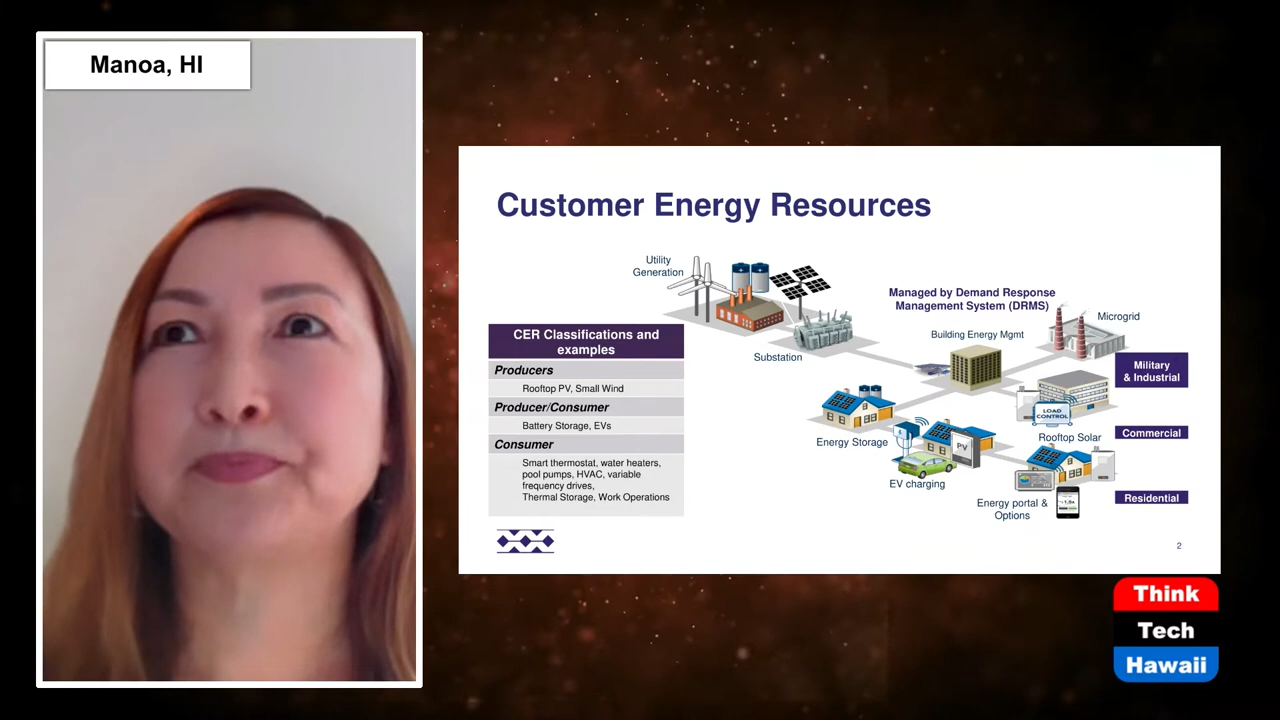 Manoa, HI
Customer Energy Resources
Utility
Generation
Managed by Demand Response
Management System (DRMS)
Microgrid
Building Energy Mgmt
Substation
CER Classifications and
examples
Producers
Rooftop PV, Small Wind
Producer/Consumer
Battery Storage, EVs
Consumer
Smart thermostat, water heaters,
pool pumps, HVAC, variable
frequency drives,
Thermal Storage, Work Operations
Military
& Industrial
LOAD
CONTROL
Energy Storage
PV
Rooftop Solar
Commercial
EV charging
Energy portal &
Options
Residential
2
Think
Tech
Hawaii